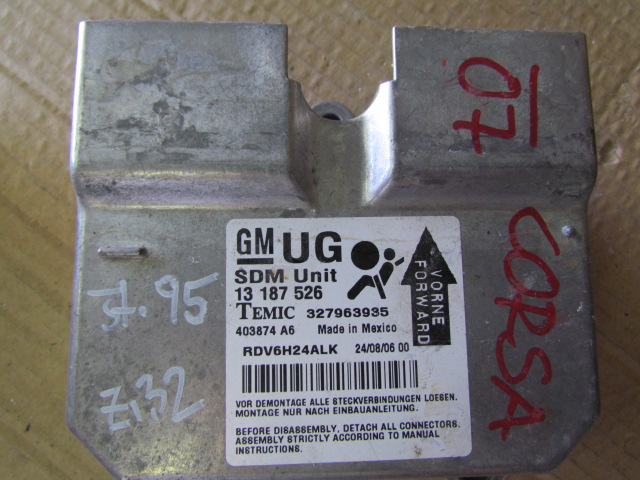 07
CORSA
GM UG
SDM Unit
13 187 526
TEMIC 327963935
403874 A6 Made in Mexico
RDV6H24ALK 24/08/06 00
VORNE
FORWARD
VOR DEMONTAGE ALLE STECKVERBINDUNGEN LOESEN.
MONTAGE NUR NACH EINBAUANLEITUNG.
BEFORE DISASSEMBLY, DETACH ALL CONNECTORS.
ASSEMBLY STRICTLY ACCORDING TO MANUAL
INSTRUCTIONS.
st. 95
Z132